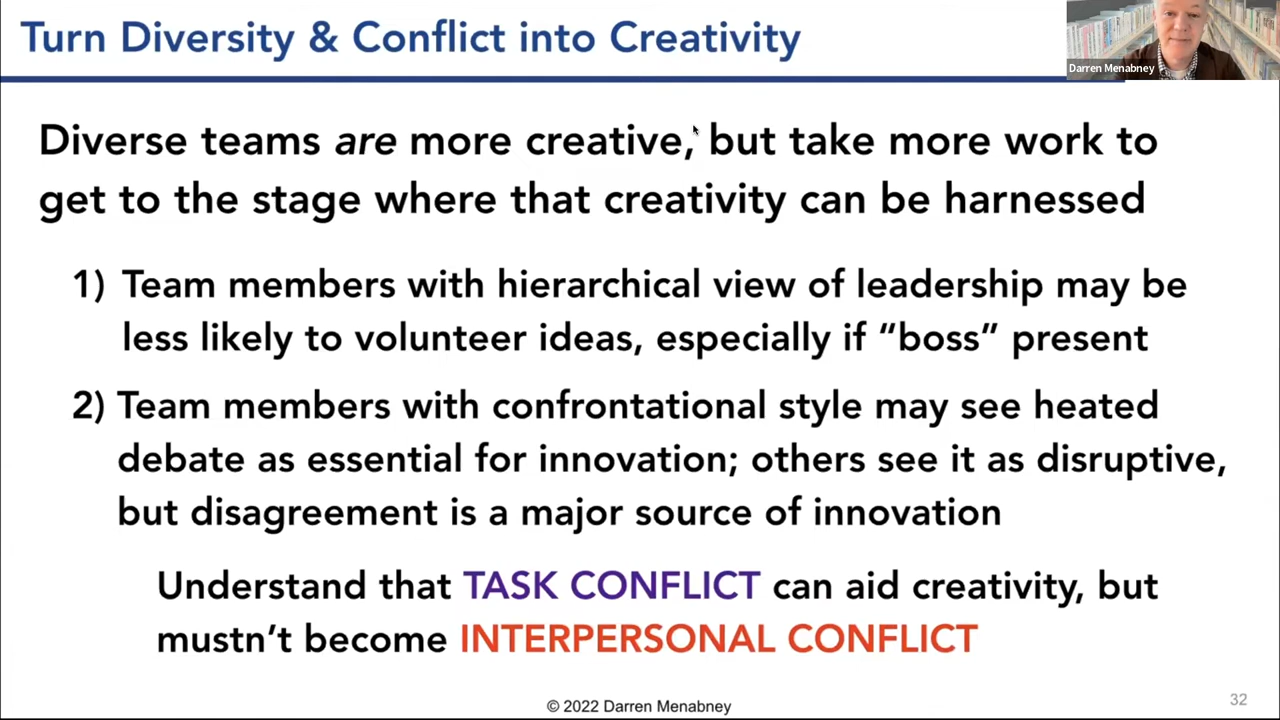 Turn Diversity & Conflict into Creativity
Darren Menabney
Diverse teams are more creative, but take more work to
get to the stage where that creativity can be harnessed
1) Team members with hierarchical view of leadership may be
less likely to volunteer ideas, especially if “boss” present
2) Team members with confrontational style may see heated
debate as essential for innovation; others see it as disruptive,
but disagreement is a major source of innovation
Understand that TASK CONFLICT can aid creativity, but
mustn’t become INTERPERSONAL CONFLICT
© 2022 Darren Menabney
32